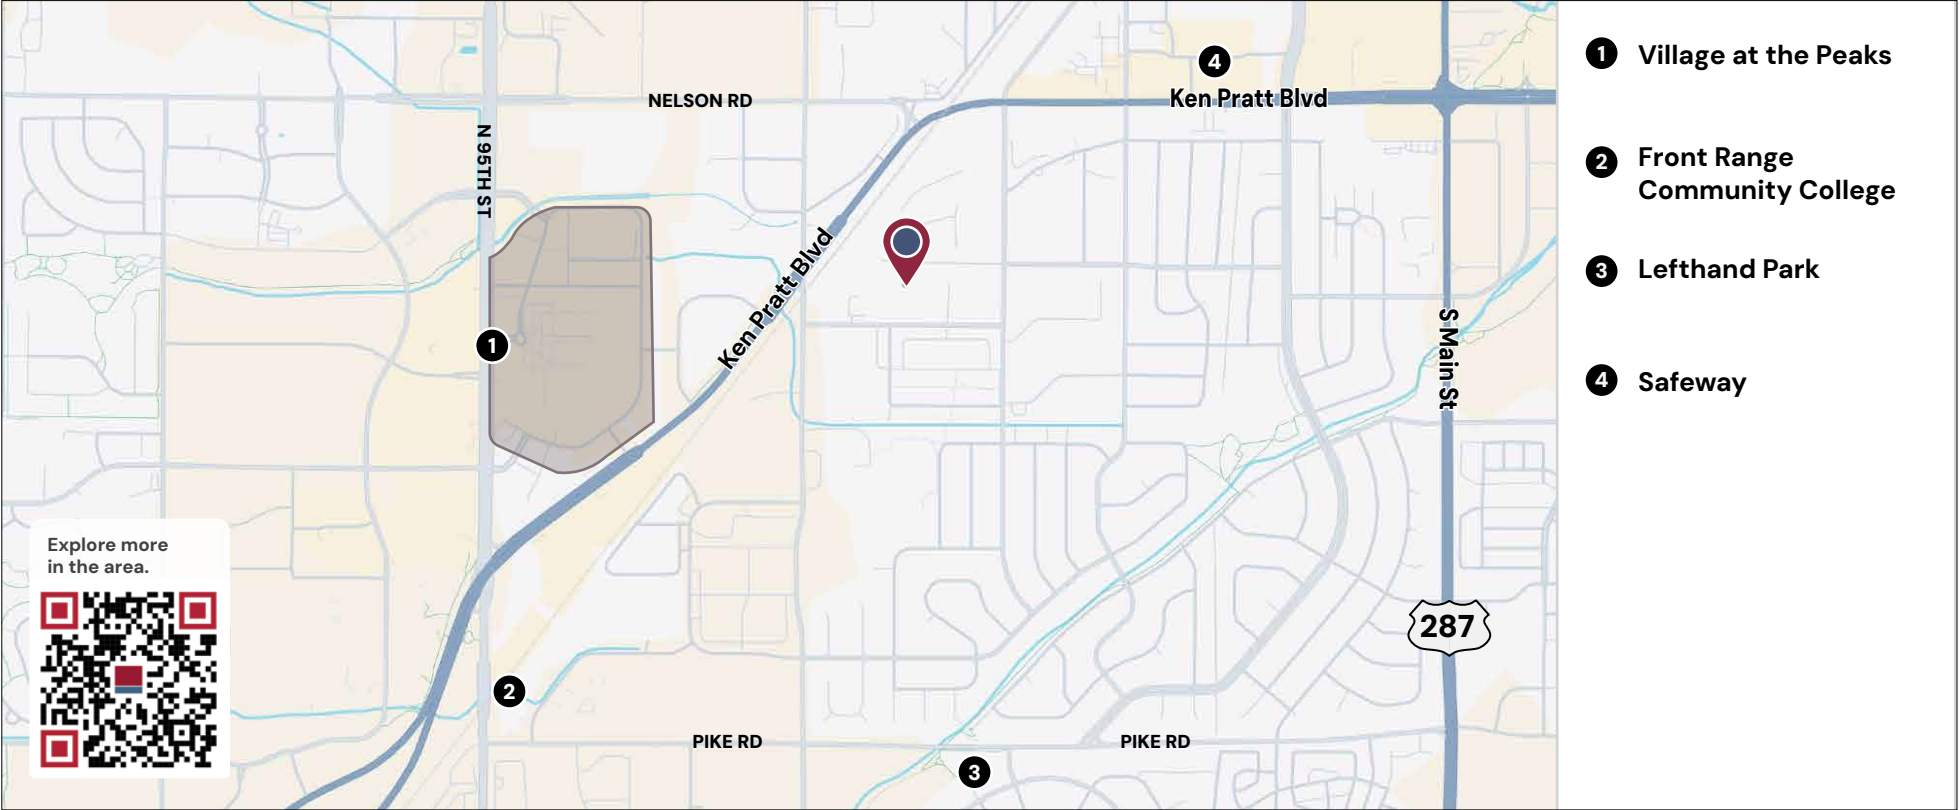 4
Ken Pratt Blvd
NELSON RD
N 95TH ST
Ken Pratt Blvd
1
S Main St
287
2
PIKE RD
PIKE RD
3
Explore more
in the area.
1 Village at the Peaks
2 Front Range
Community College
3 Lefthand Park
4 Safeway